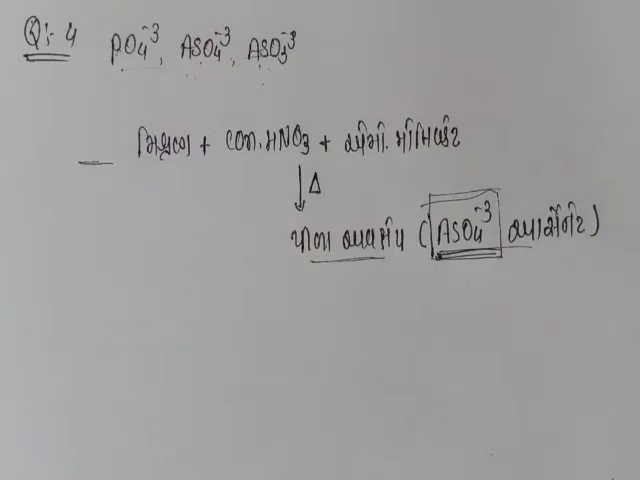 Q:- 4 PO4⁻³, ASO4⁻³, ASO3⁻³
મિશ્રણ + con. HNO3 + એમો. મોલિબ્ડેટ
↓ Δ
પીળા અવક્ષેપ ( ASO4⁻³ આર્સેનેટ )